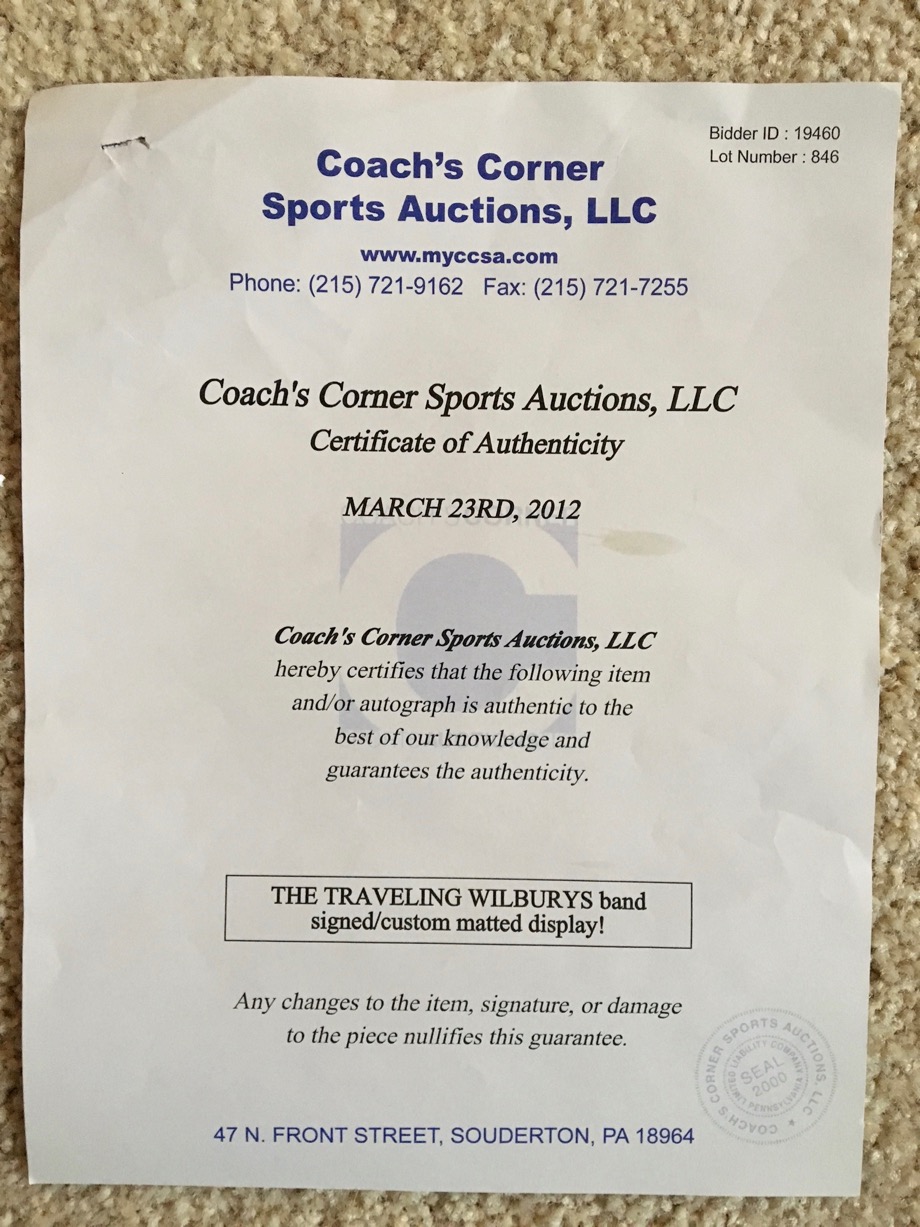 Bidder ID : 19460
Lot Number : 846
Coach's Corner
Sports Auctions, LLC
www.myccsa.com
Phone: (215) 721-9162 Fax: (215) 721-7255
Coach's Corner Sports Auctions, LLC
Certificate of Authenticity
MARCH 23RD, 2012
Coach's Corner Sports Auctions, LLC
hereby certifies that the following item
and/or autograph is authentic to the
best of our knowledge and
guarantees the authenticity.
THE TRAVELING WILBURYS band
signed/custom matted display!
Any changes to the item, signature, or damage
to the piece nullifies this guarantee.
COACH'S CORNER SPORTS AUCTIONS, LLC
LIMITED LIABILITY COMPANY
SEAL
2000
PENNSYLVANIA
47 N. FRONT STREET, SOUDERTON, PA 18964